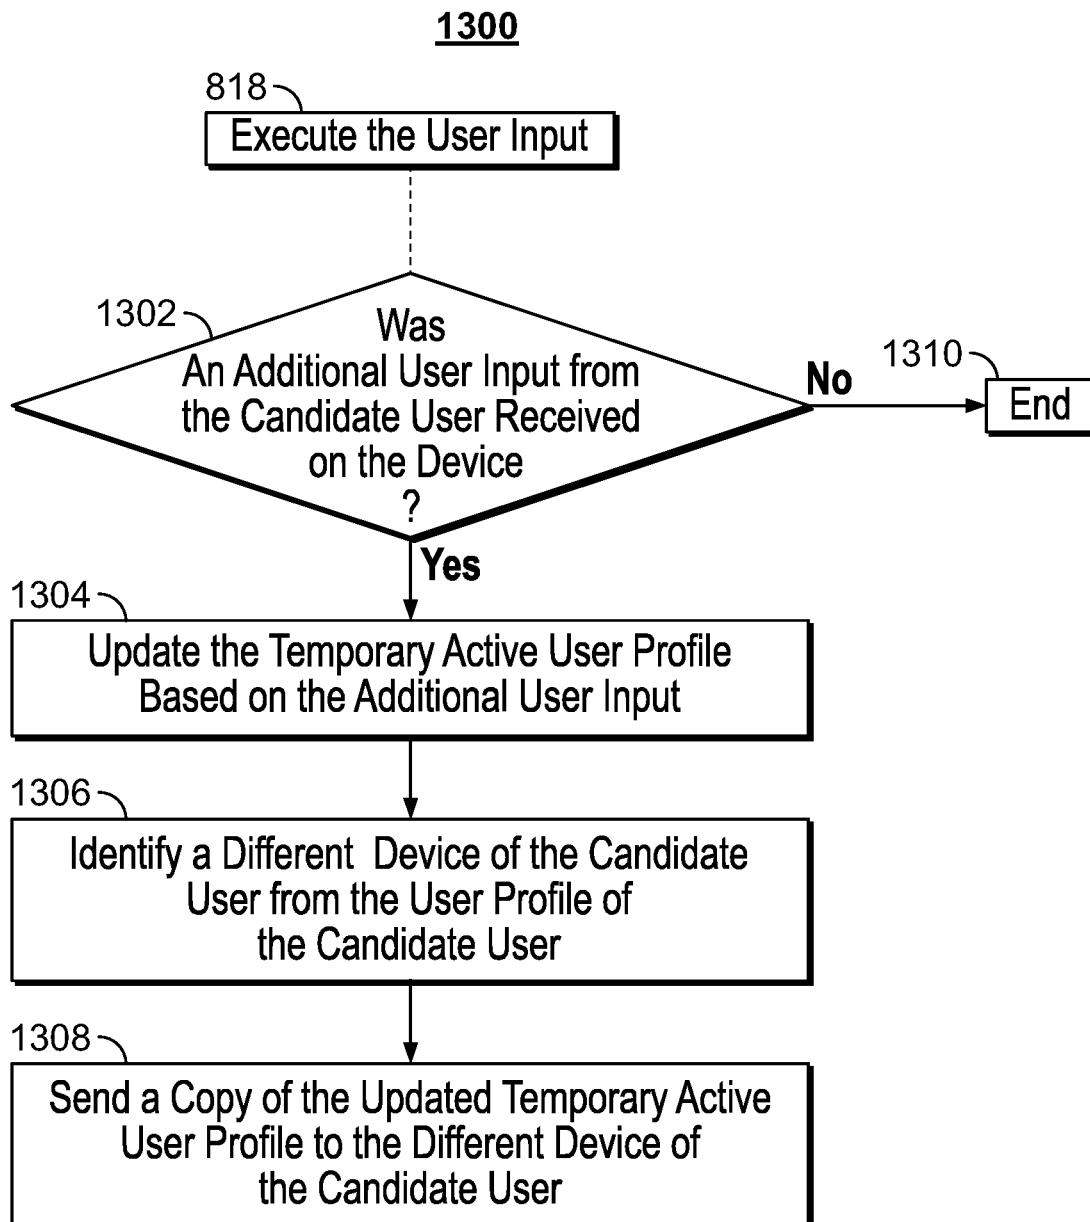 1300
818
Execute the User Input
1302
Was
An Additional User Input from
the Candidate User Received
on the Device
?
No
1310
End
Yes
1304
Update the Temporary Active User Profile
Based on the Additional User Input
1306
Identify a Different Device of the Candidate
User from the User Profile of
the Candidate User
1308
Send a Copy of the Updated Temporary Active
User Profile to the Different Device of
the Candidate User